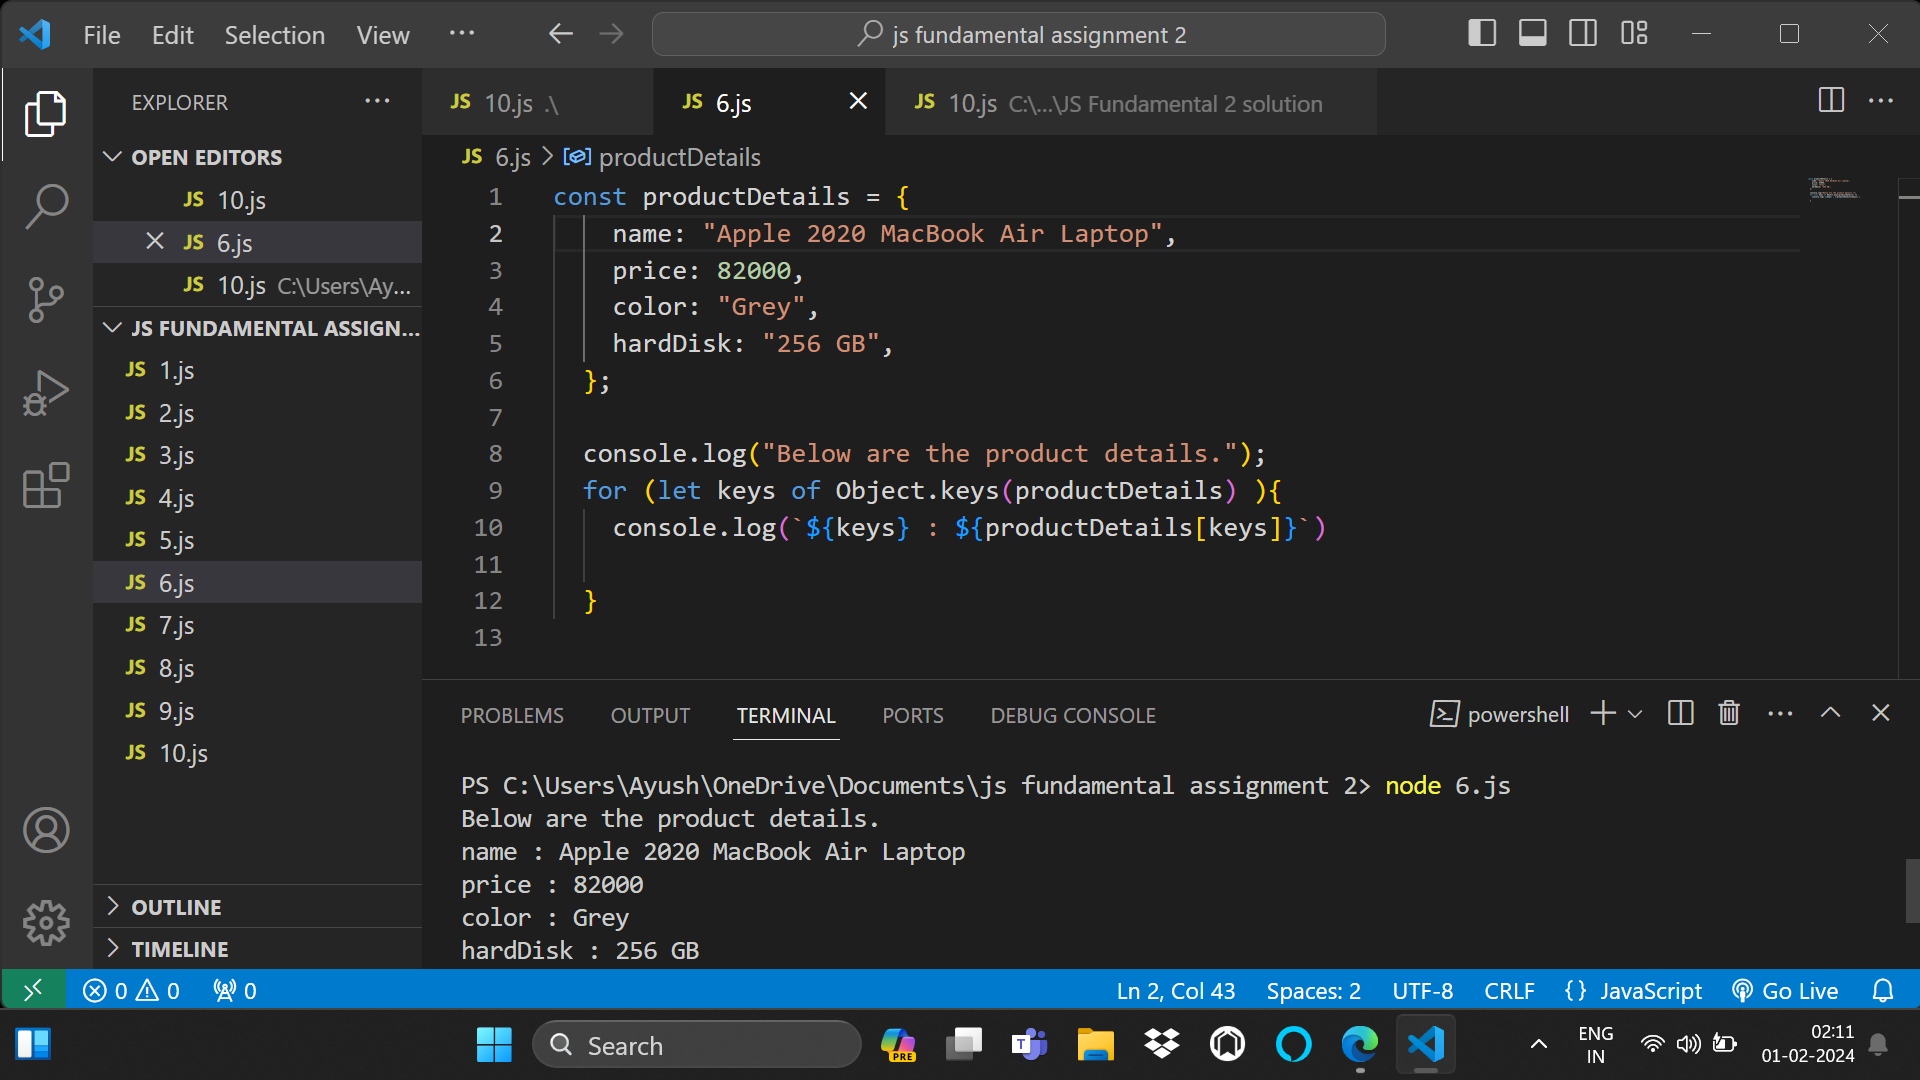 File Edit Selection View ··· js fundamental assignment 2
EXPLORER ···
JS 10.js .\ JS 6.js JS 10.js C:\...\JS Fundamental 2 solution
OPEN EDITORS
JS 10.js
JS 6.js
JS 10.js C:\Users\Ay...
JS FUNDAMENTAL ASSIGN...
JS 1.js
JS 2.js
JS 3.js
JS 4.js
JS 5.js
JS 6.js
JS 7.js
JS 8.js
JS 9.js
JS 10.js
OUTLINE
TIMELINE
JS 6.js > productDetails
1 const productDetails = {
2 name: "Apple 2020 MacBook Air Laptop",
3 price: 82000,
4 color: "Grey",
5 hardDisk: "256 GB",
6 };
7
8 console.log("Below are the product details.");
9 for (let keys of Object.keys(productDetails) ){
10 console.log(`${keys} : ${productDetails[keys]}`)
11
12 }
13
PROBLEMS OUTPUT TERMINAL PORTS DEBUG CONSOLE powershell
PS C:\Users\Ayush\OneDrive\Documents\js fundamental assignment 2> node 6.js
Below are the product details.
name : Apple 2020 MacBook Air Laptop
price : 82000
color : Grey
hardDisk : 256 GB
0 0 0 Ln 2, Col 43 Spaces: 2 UTF-8 CRLF {} JavaScript Go Live
Search PRE T ENG IN 02:11
01-02-2024